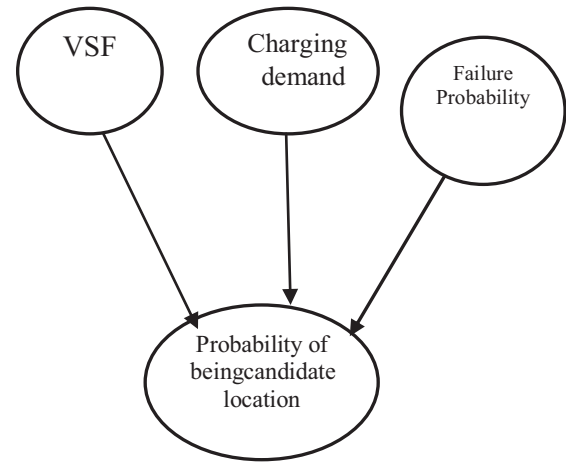 VSF
Charging
demand
Failure
Probability
Probability of
beingcandidate
location